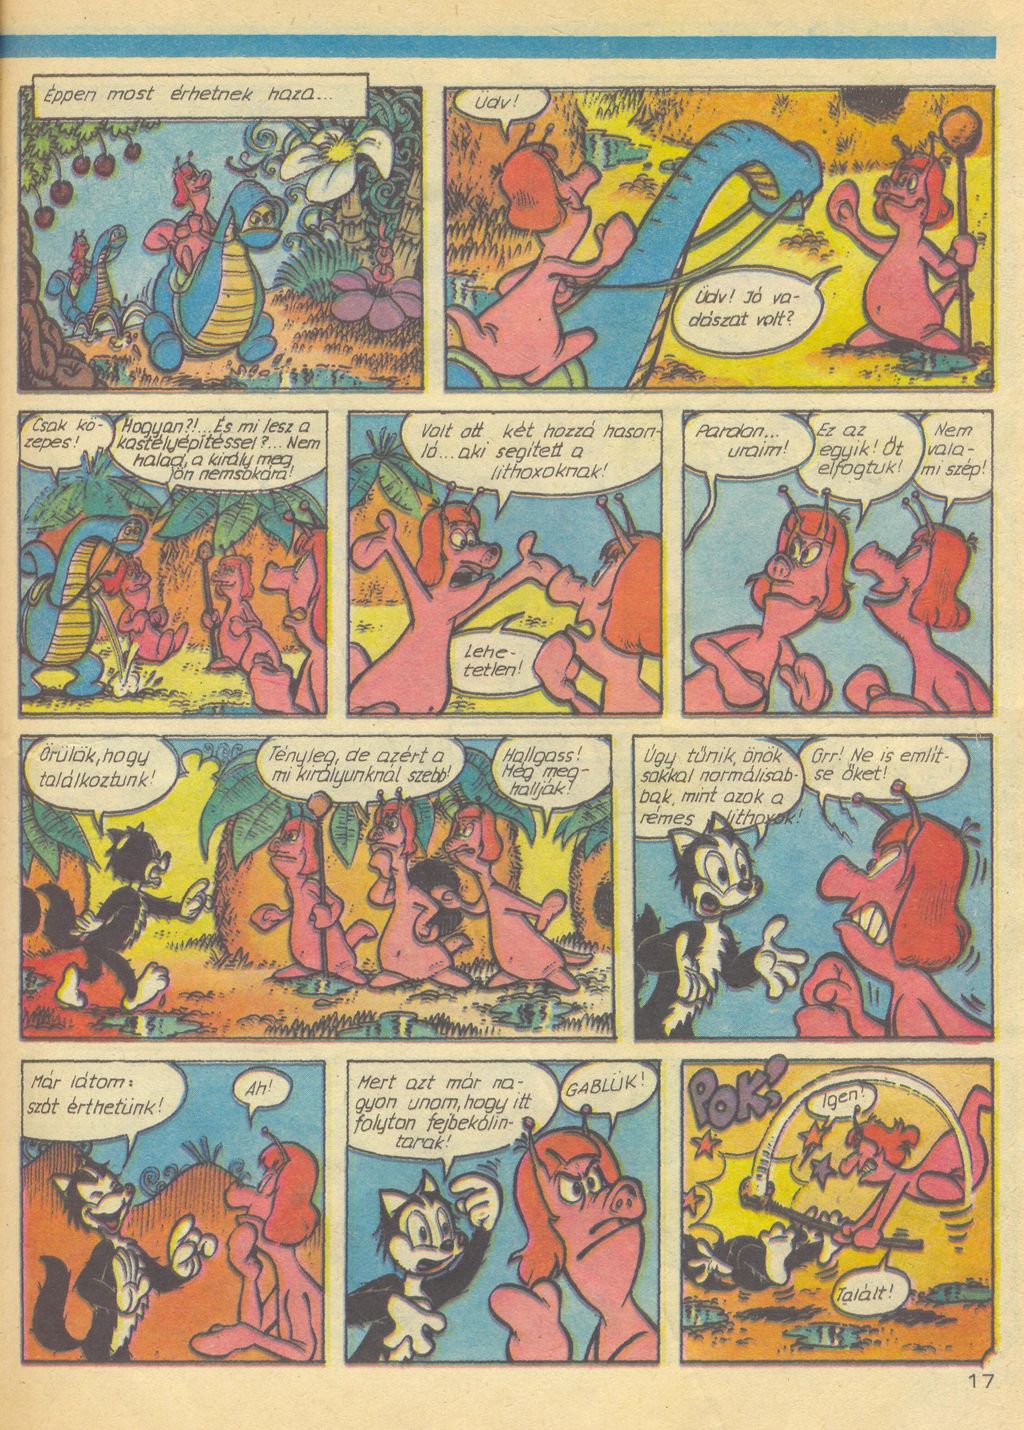 Éppen most érhetnek haza...
Üdv!
Üdv! Jó va-
dászat volt?
Csak kö-
zepes!
Hogyan?!...És mi lesz a
kastélyépítéssel?...Nem
halad, a király meg
jön nemsokára!
Volt ott két hozzá hason-
ló...aki segített a
lithoxoknak!
Lehe-
tetlen!
Pardon...
uraim!
Ez az
egyik! Őt
elfogtuk!
Nem
vala-
mi szép!
Örülök, hogy
találkoztunk!
Tényleg, de azért a
mi királyunknál szebb!
Hallgass!
Még meg-
hallják!
Úgy tűnik, önök
sokkal normálisab-
bak, mint azok a
rémes lithoxok!
Grr! Ne is emlit-
se őket!
Már látom:
szót érthetünk!
Ah!
Mert azt már na-
gyon unom, hogy itt
folyton fejbekólin-
tanak!
GABLÜK!
POK!
Igen!
Talált!
17